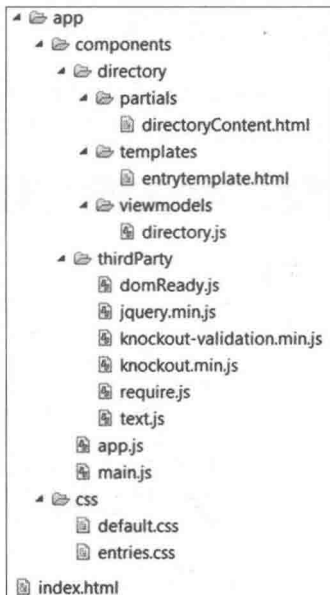 app
components
directory
partials
directoryContent.html
templates
entrytemplate.html
viewmodels
directory.js
thirdParty
domReady.js
jquery.min.js
knockout-validation.min.js
knockout.min.js
require.js
text.js
app.js
main.js
css
default.css
entries.css
index.html